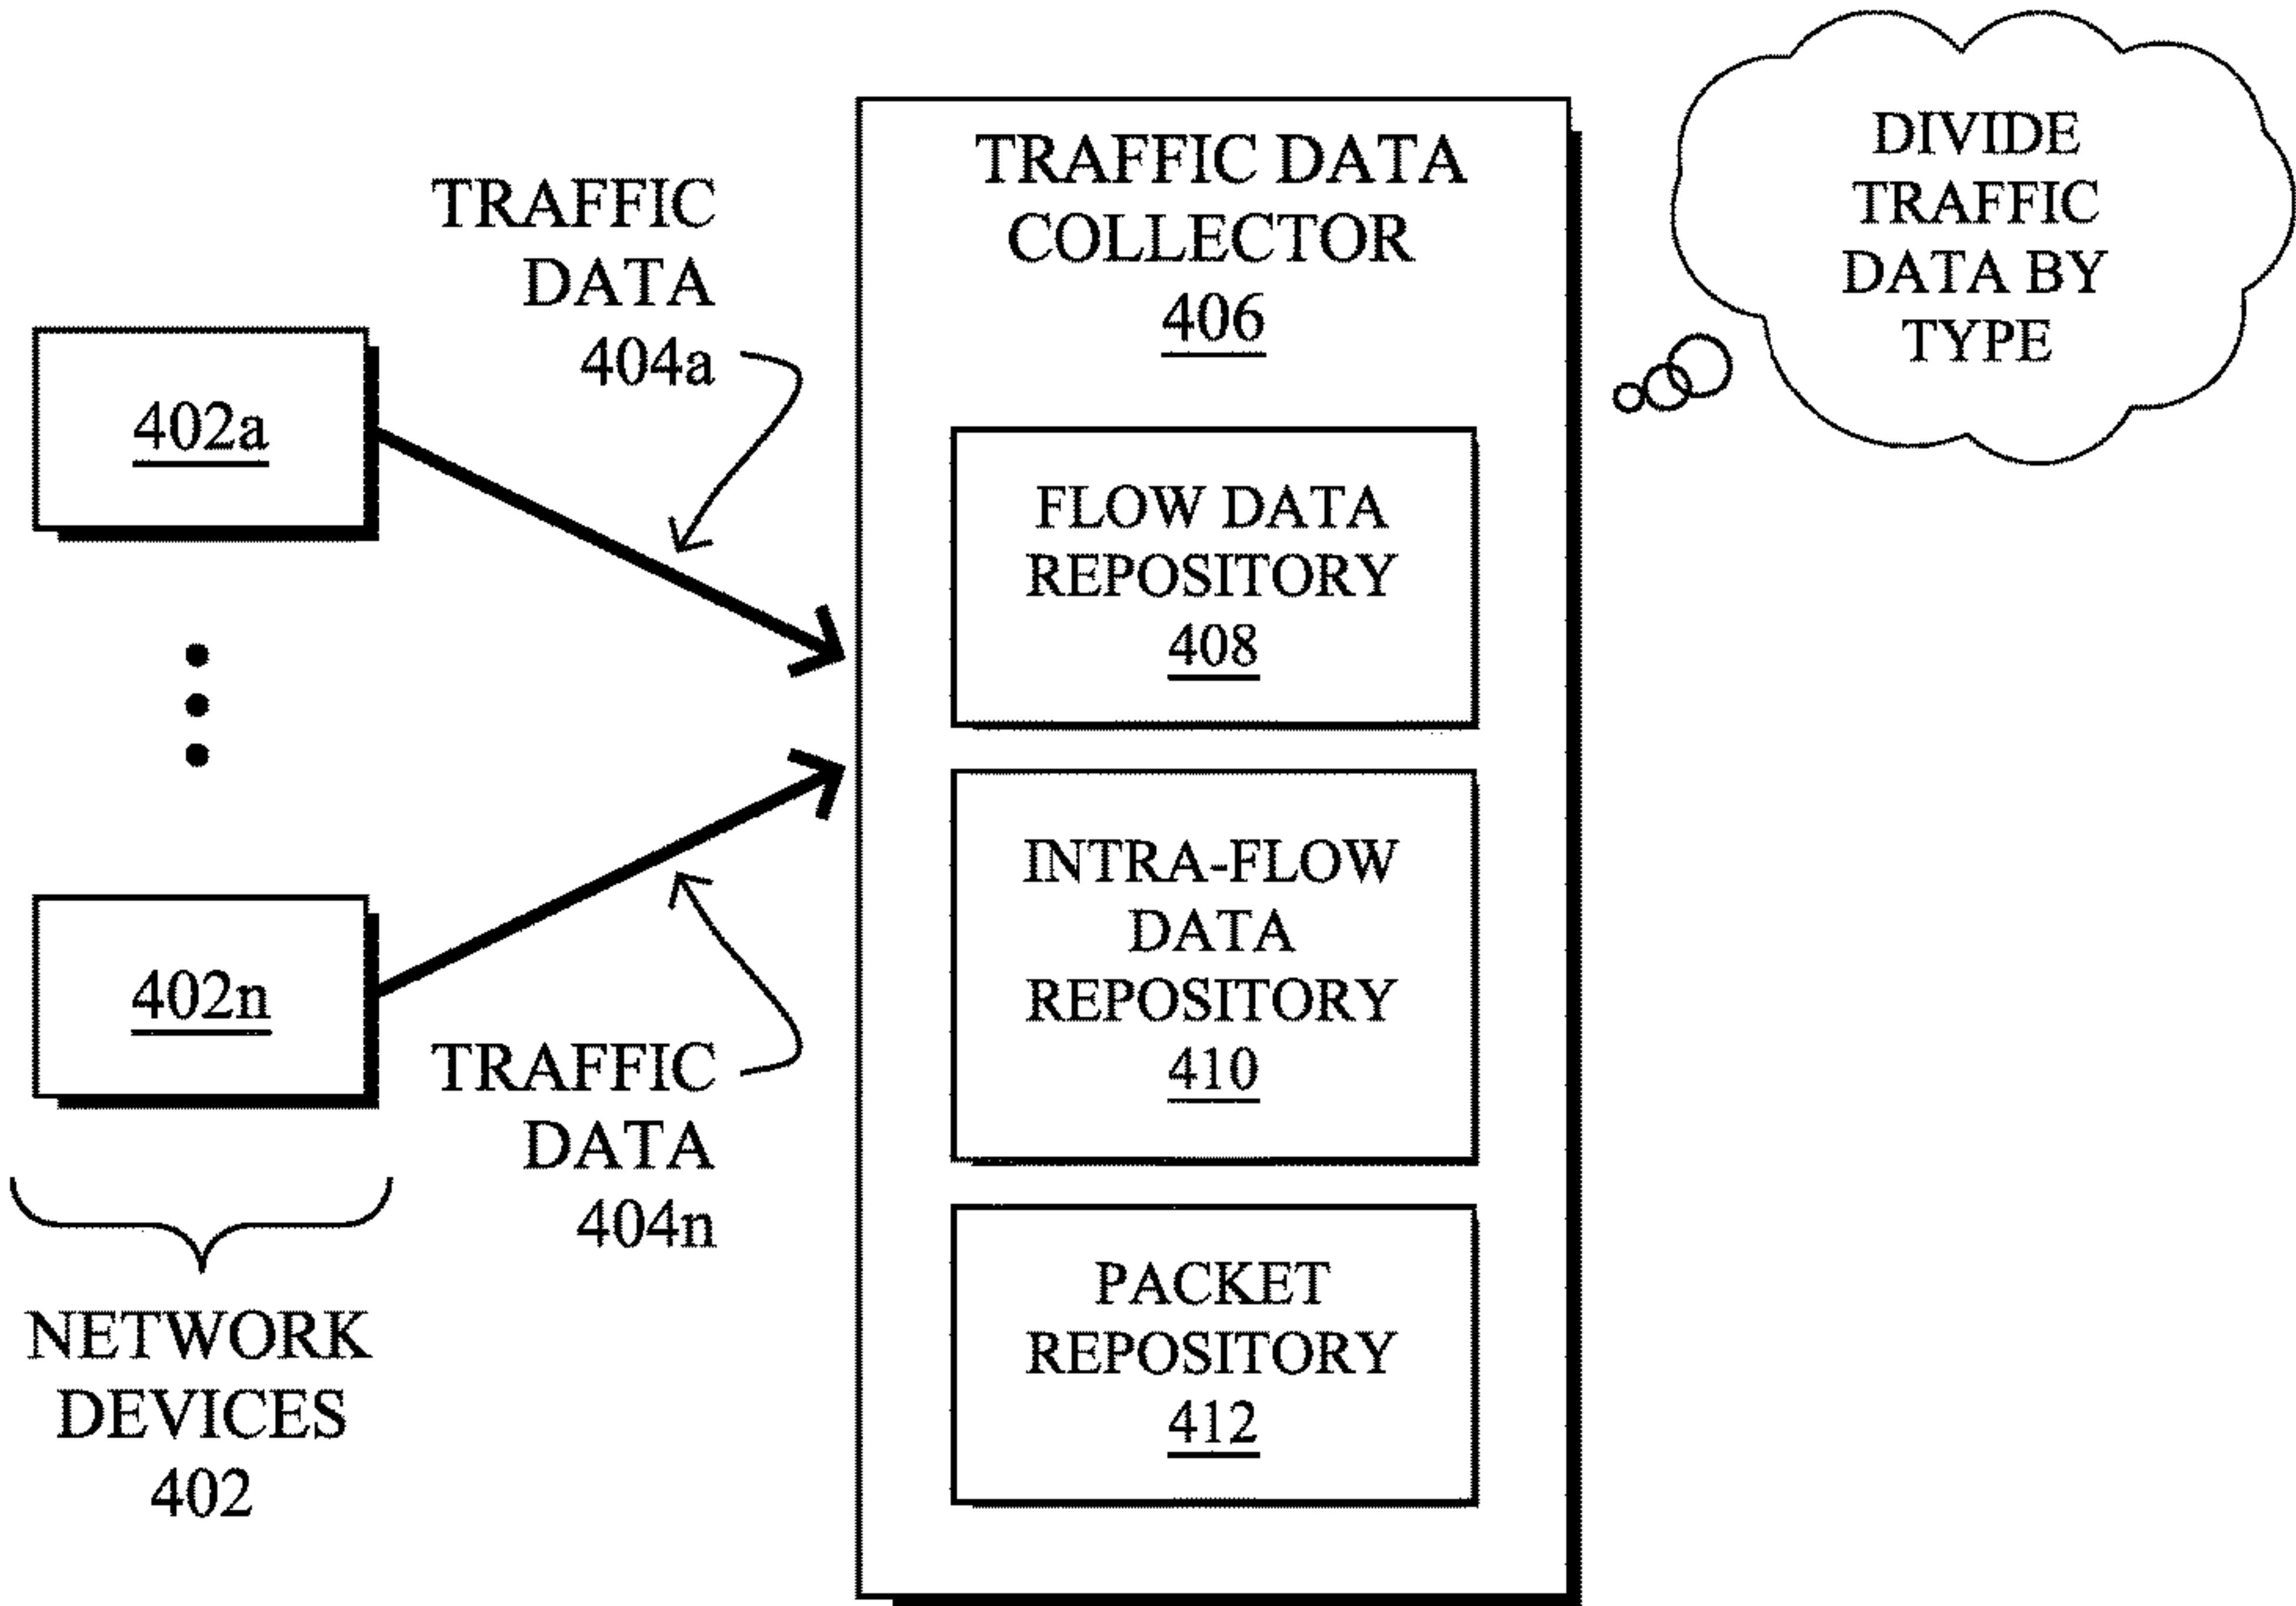 TRAFFIC
DATA
404a
402a
402n
TRAFFIC
DATA
404n
NETWORK
DEVICES
402
TRAFFIC DATA
COLLECTOR
406
FLOW DATA
REPOSITORY
408
INTRA-FLOW
DATA
REPOSITORY
410
PACKET
REPOSITORY
412
DIVIDE
TRAFFIC
DATA BY
TYPE